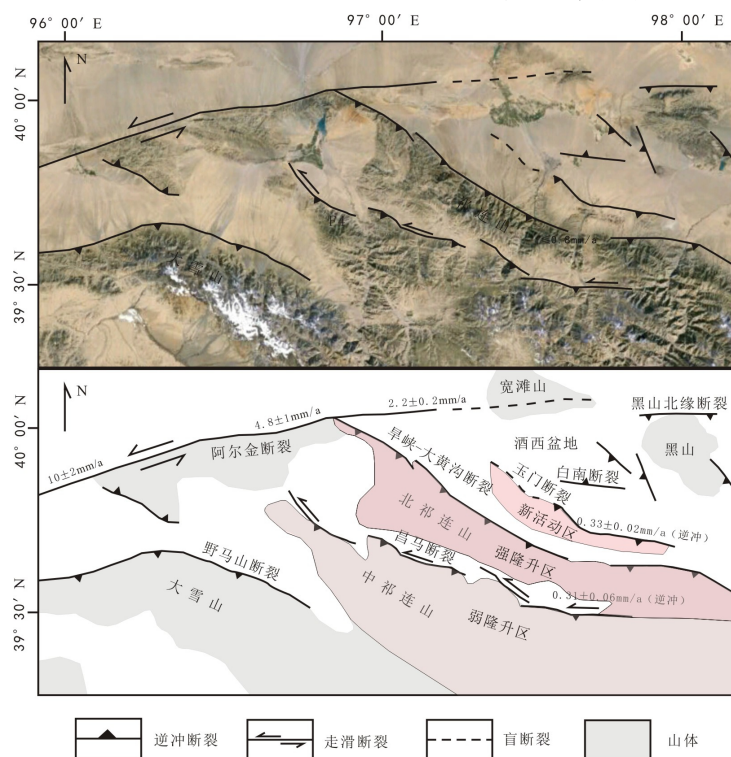 96° 00′ E
97° 00′ E
98° 00′ E
N
40° 00′ N
39° 30′ N
N
宽滩山
2.2±0.2mm/a
黑山北缘断裂
4.8±1mm/a
40° 00′ N
阿尔金断裂
旱峡-大黄沟断裂
酒西盆地
黑山
10±2mm/a
玉门断裂
白南断裂
北祁连山
新活动区
0.33±0.02mm/a(逆冲)
野马山断裂
昌马断裂
强隆升区
大雪山
中祁连山
弱隆升区
0.31±0.06mm/a(逆冲)
39° 30′ N
逆冲断裂
走滑断裂
盲断裂
山体